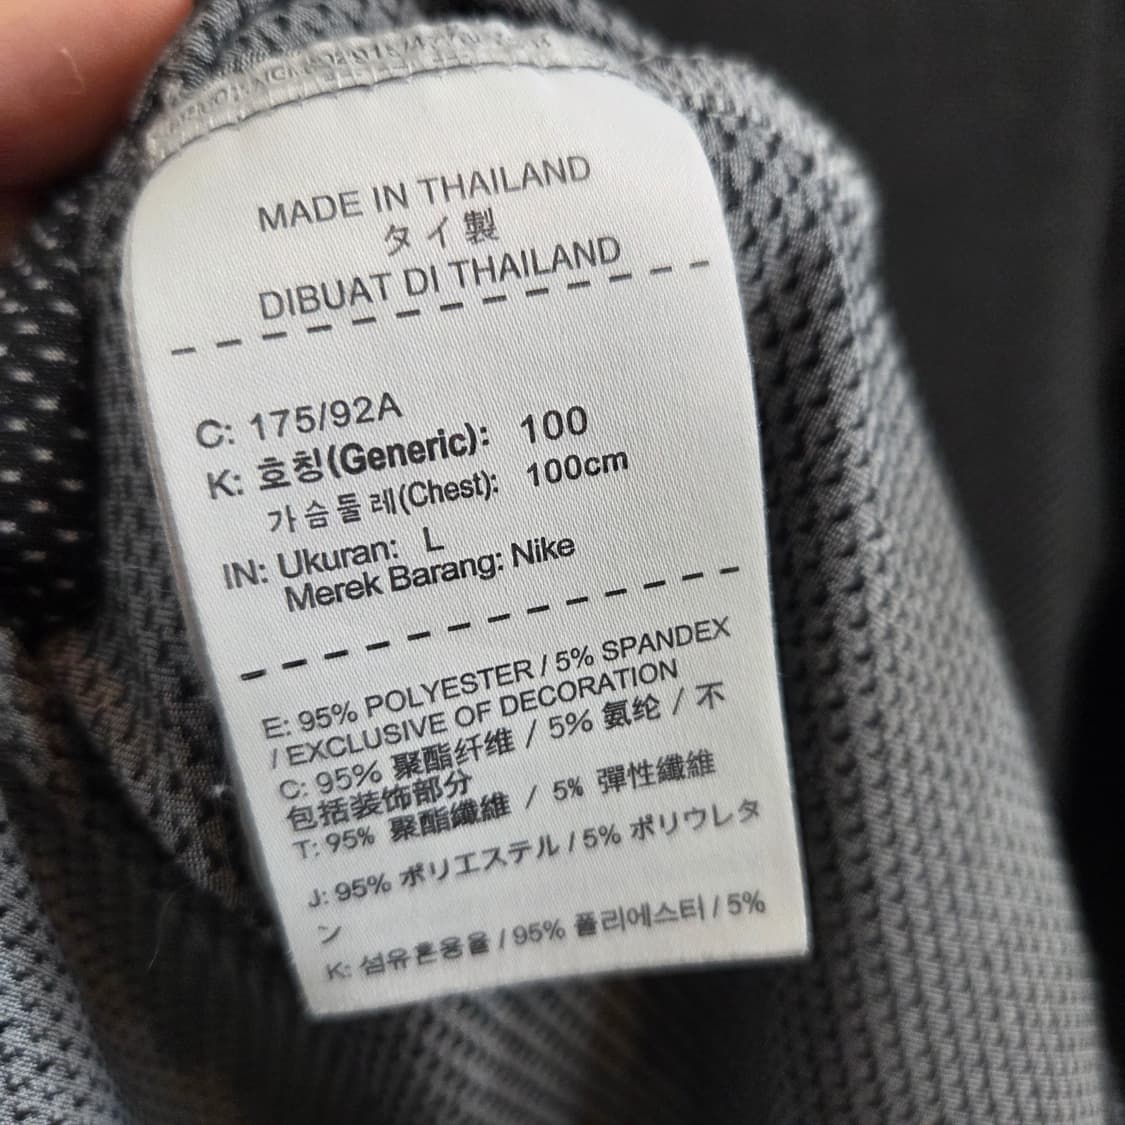 MADE IN THAILAND
タイ製
DIBUAT DI THAILAND
C: 175/92A
K: 호칭(Generic): 100
가슴둘레(Chest): 100cm
IN: Ukuran: L
Merek Barang: Nike
E: 95% POLYESTER / 5% SPANDEX
/ EXCLUSIVE OF DECORATION
C: 95% 聚酯纤维 / 5% 氨纶 / 不
包括装饰部分
T: 95% 聚酯纖維 / 5% 彈性纖維
J: 95% ポリエステル / 5% ポリウレタ
ン
K: 섬유혼용율 / 95% 폴리에스터 / 5%